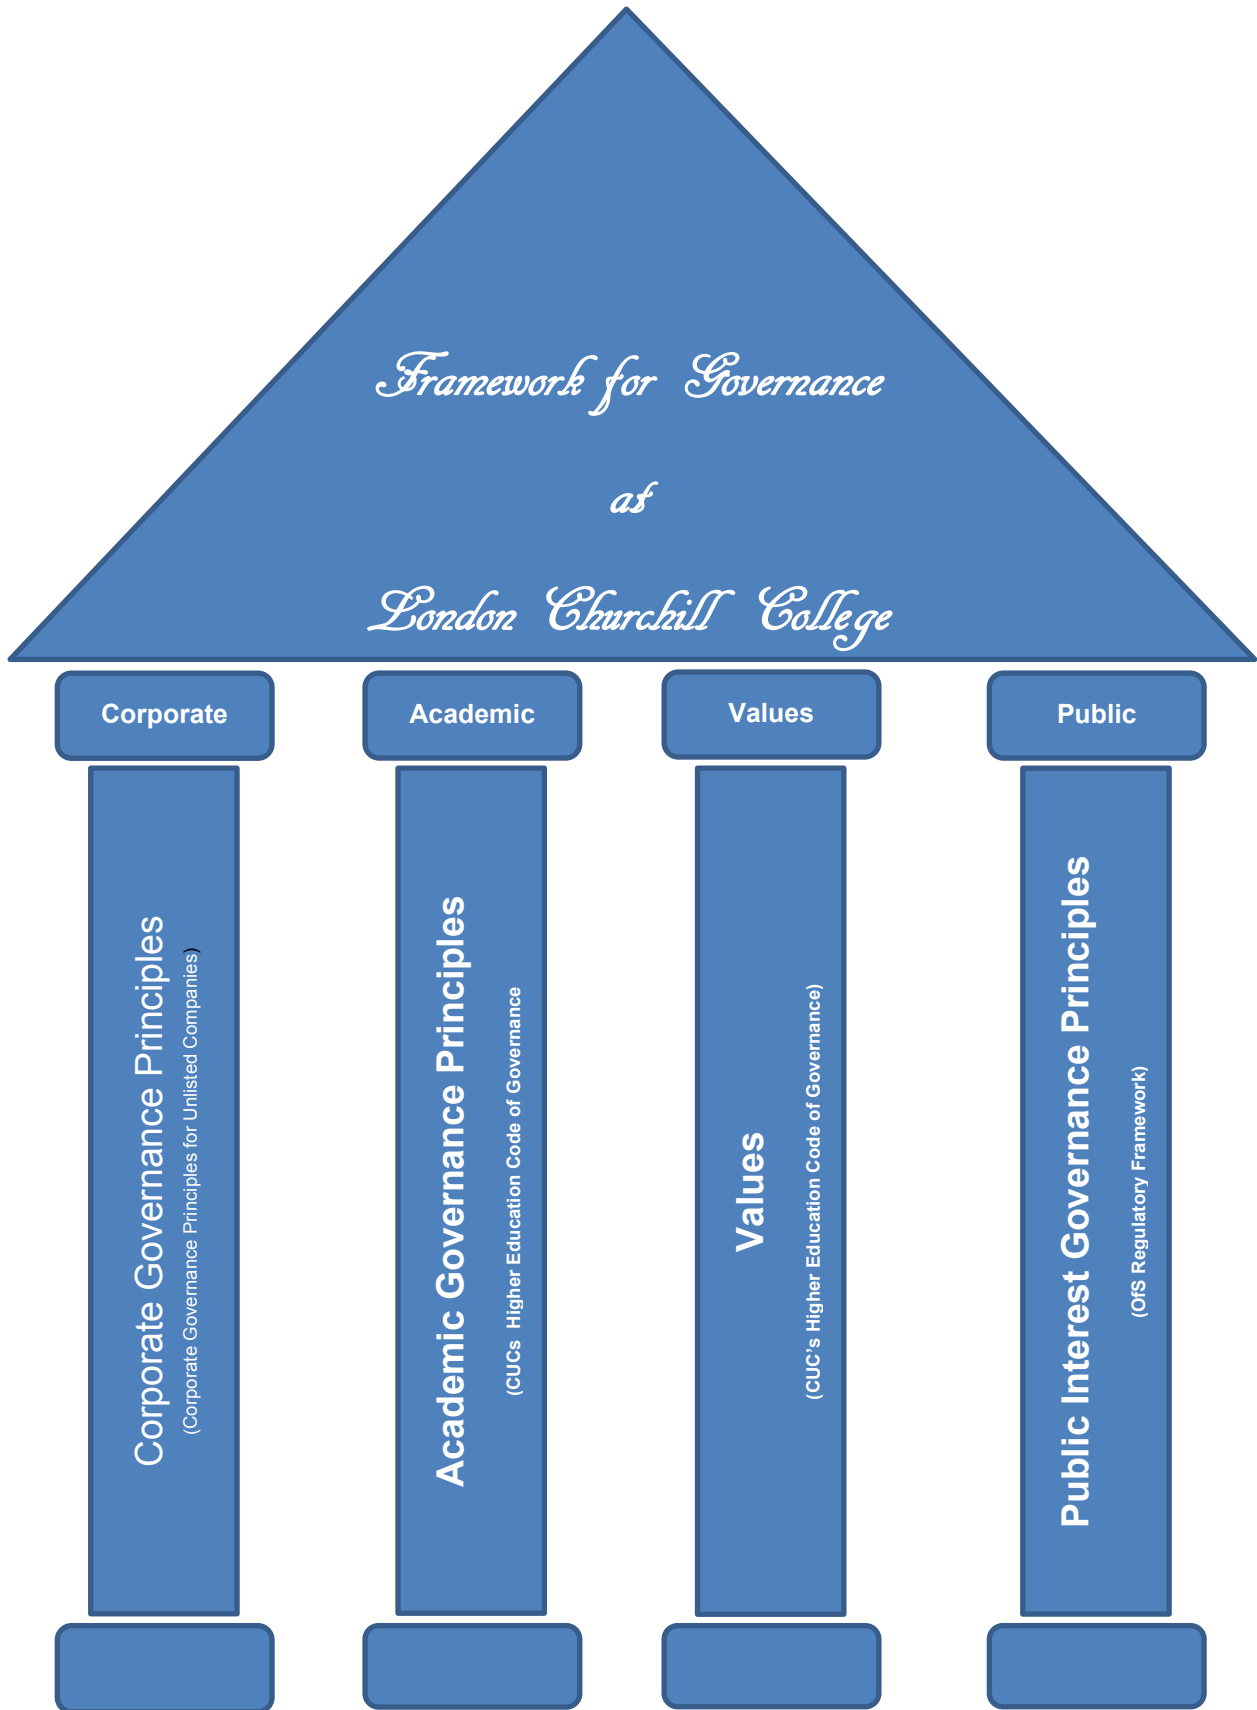 Framework for Governance
at
London Churchill College
Corporate
Academic
Values
Public
Corporate Governance Principles
(Corporate Governance Principles for Unlisted Companies)
Academic Governance Principles
(CUCs Higher Education Code of Governance
Values
(CUC's Higher Education Code of Governance)
Public Interest Governance Principles
(OfS Regulatory Framework)